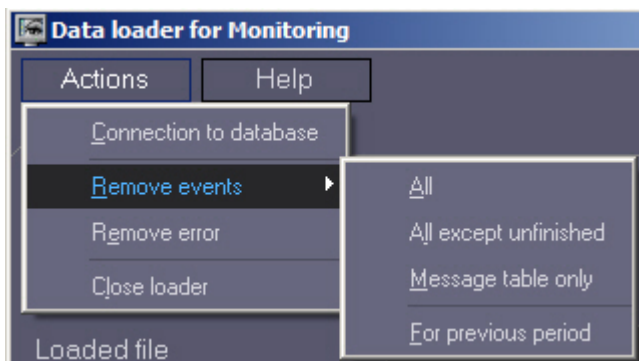 Data loader for Monitoring
Actions Help
Connection to database
Remove events
Remove error
Close loader
All
All except unfinished
Message table only
For previous period
Loaded file